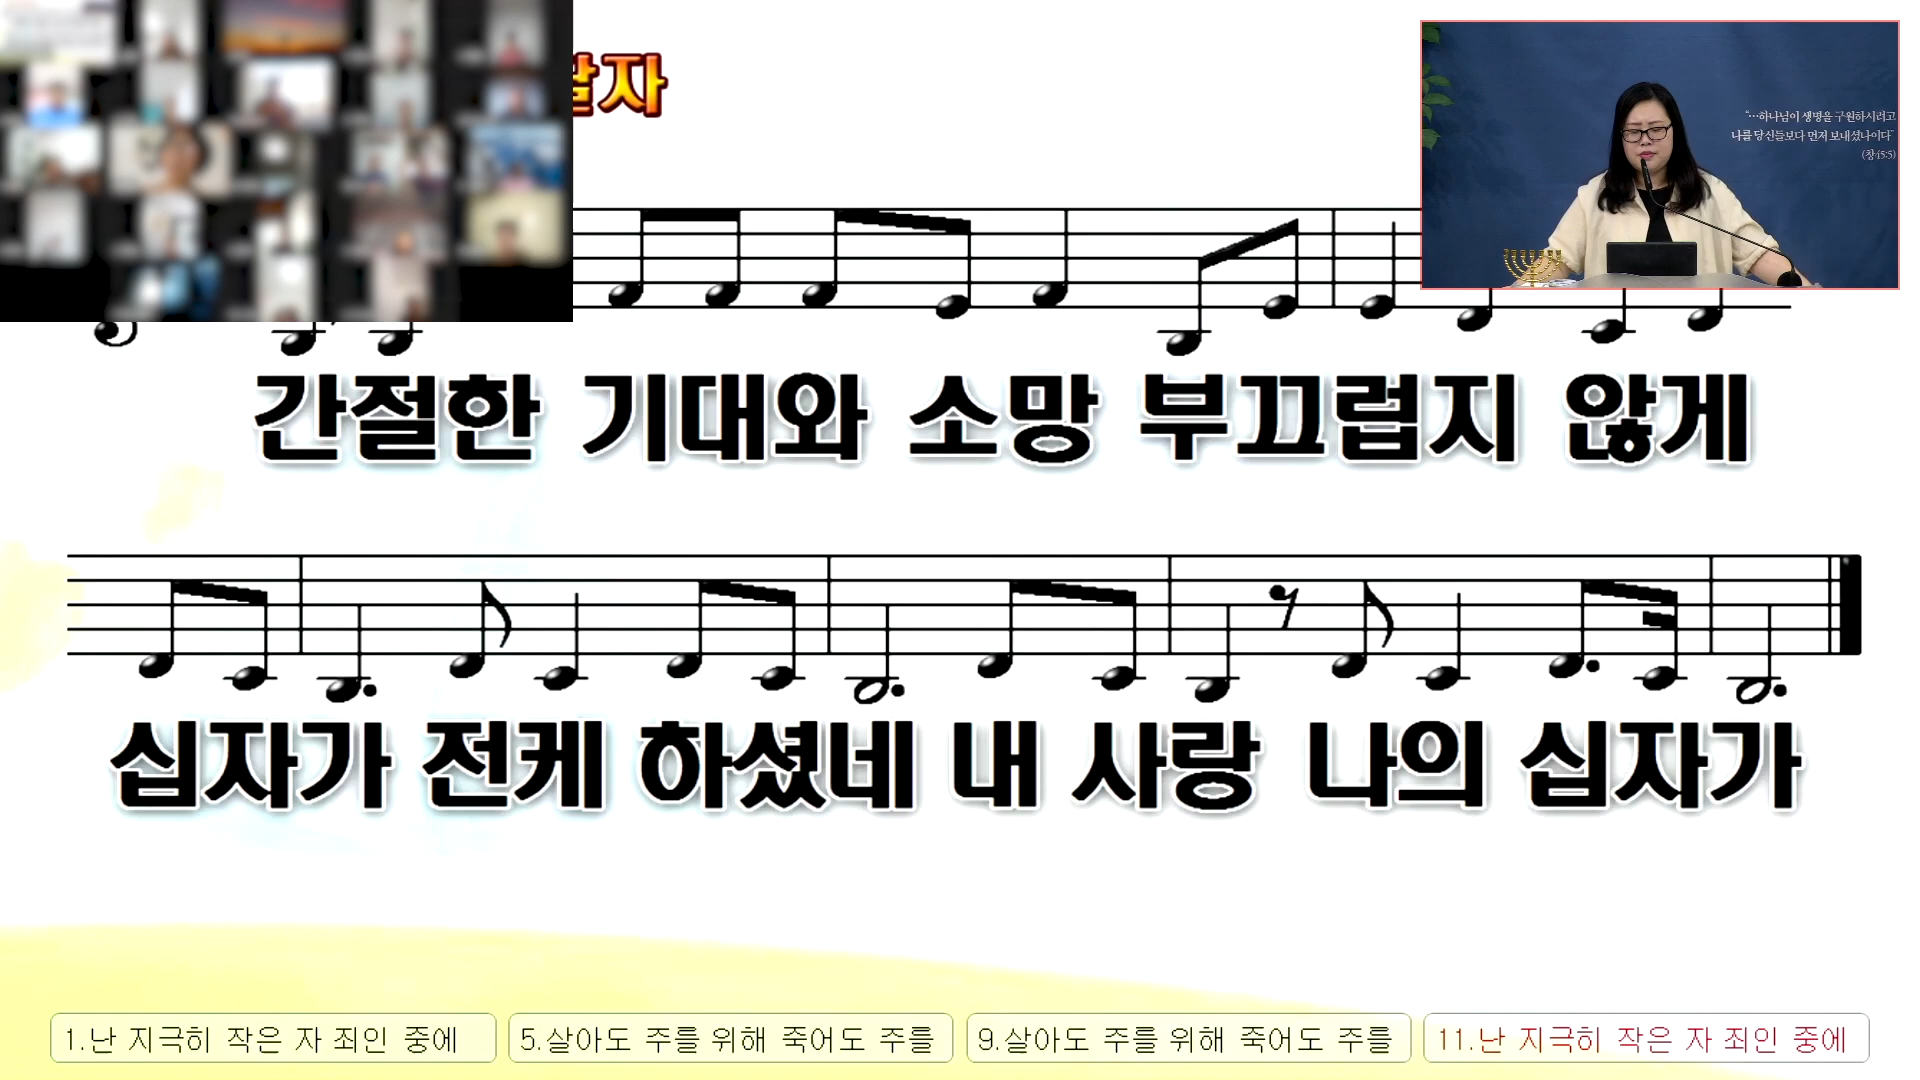 자
"…하나님이 생명을 구원하시려고
나를 당신들보다 먼저 보내셨나이다"
(창45:5)
간절한 기대와 소망 부끄럽지 않게
십자가 전케 하셨네 내 사랑 나의 십자가
1.난 지극히 작은 자 죄인 중에
5.살아도 주를 위해 죽어도 주를
9.살아도 주를 위해 죽어도 주를
11.난 지극히 작은 자 죄인 중에